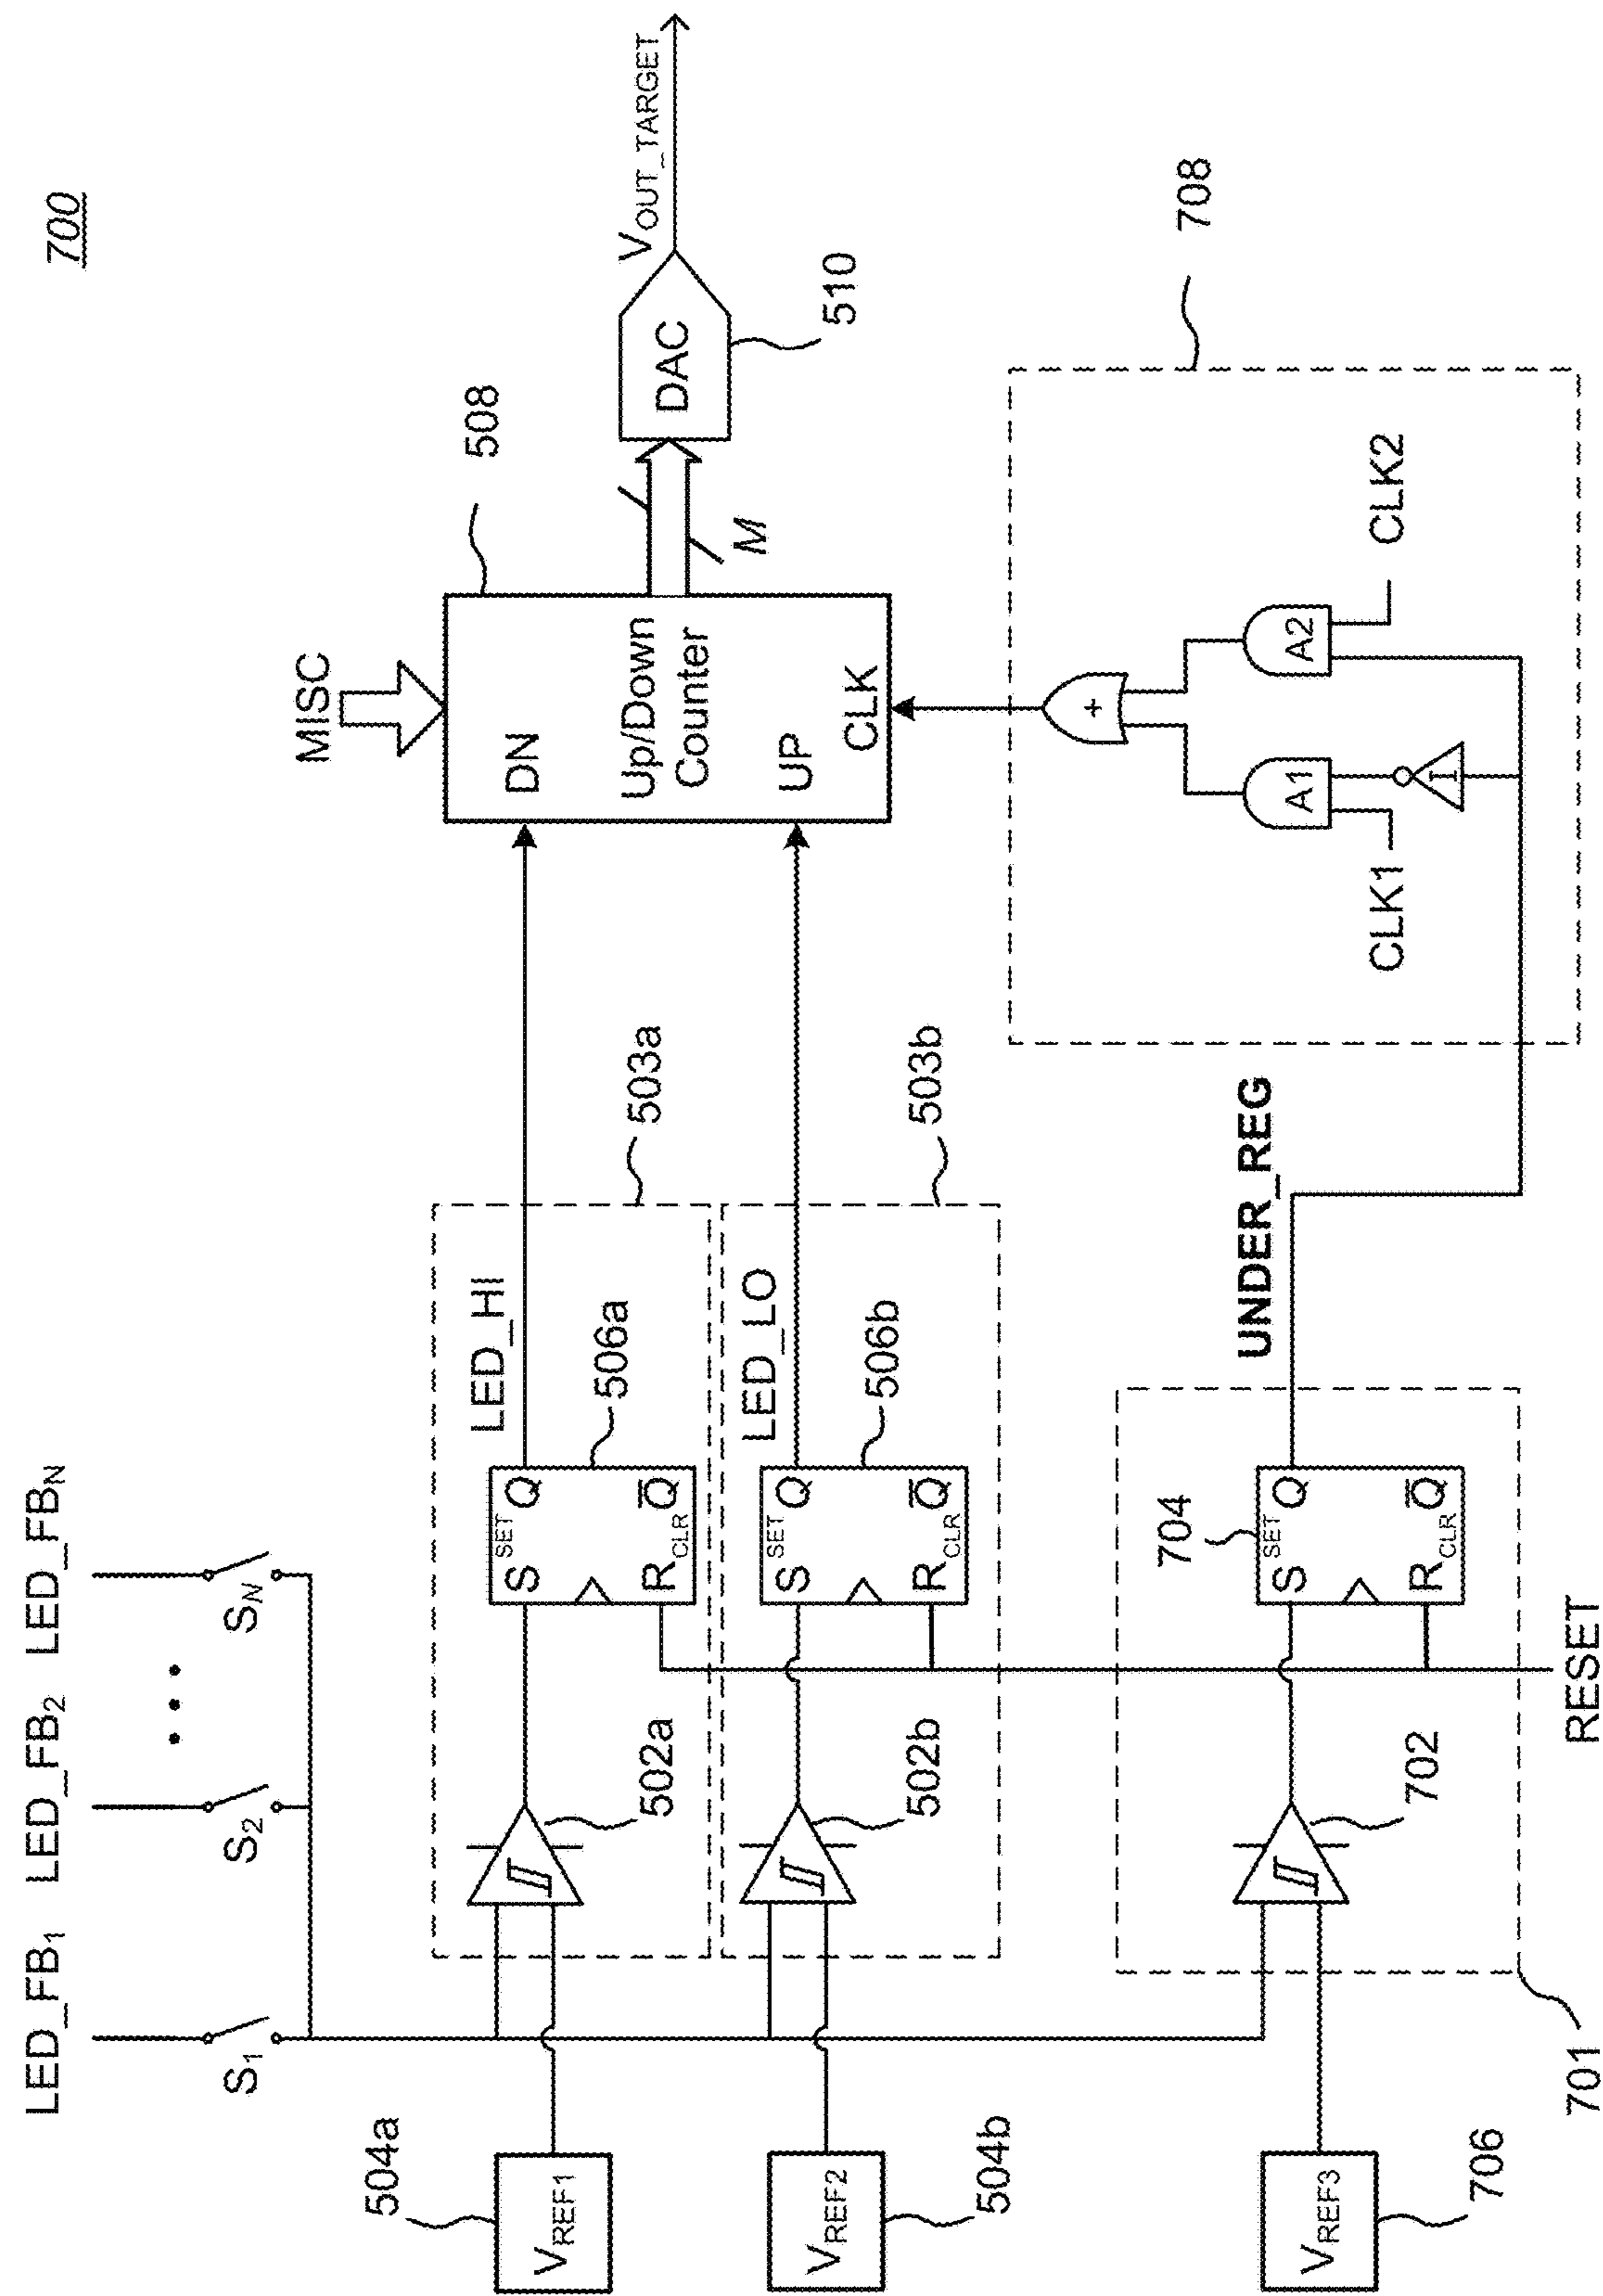 700
LED_FB1 LED_FB2 LED_FBN
S1
S2
SN
MISC
504a
VREF1
502a
S SET Q
R CLR Q̅
LED_HI
506a
503a
DN
Up/Down
Counter
UP
CLK
508
M
DAC
510
VOUT_TARGET
504b
VREF2
502b
S SET Q
R CLR Q̅
LED_LO
506b
503b
706
VREF3
702
704
S SET Q
R CLR Q̅
UNDER_REG
701
RESET
708
+
A1
A2
I
CLK1
CLK2